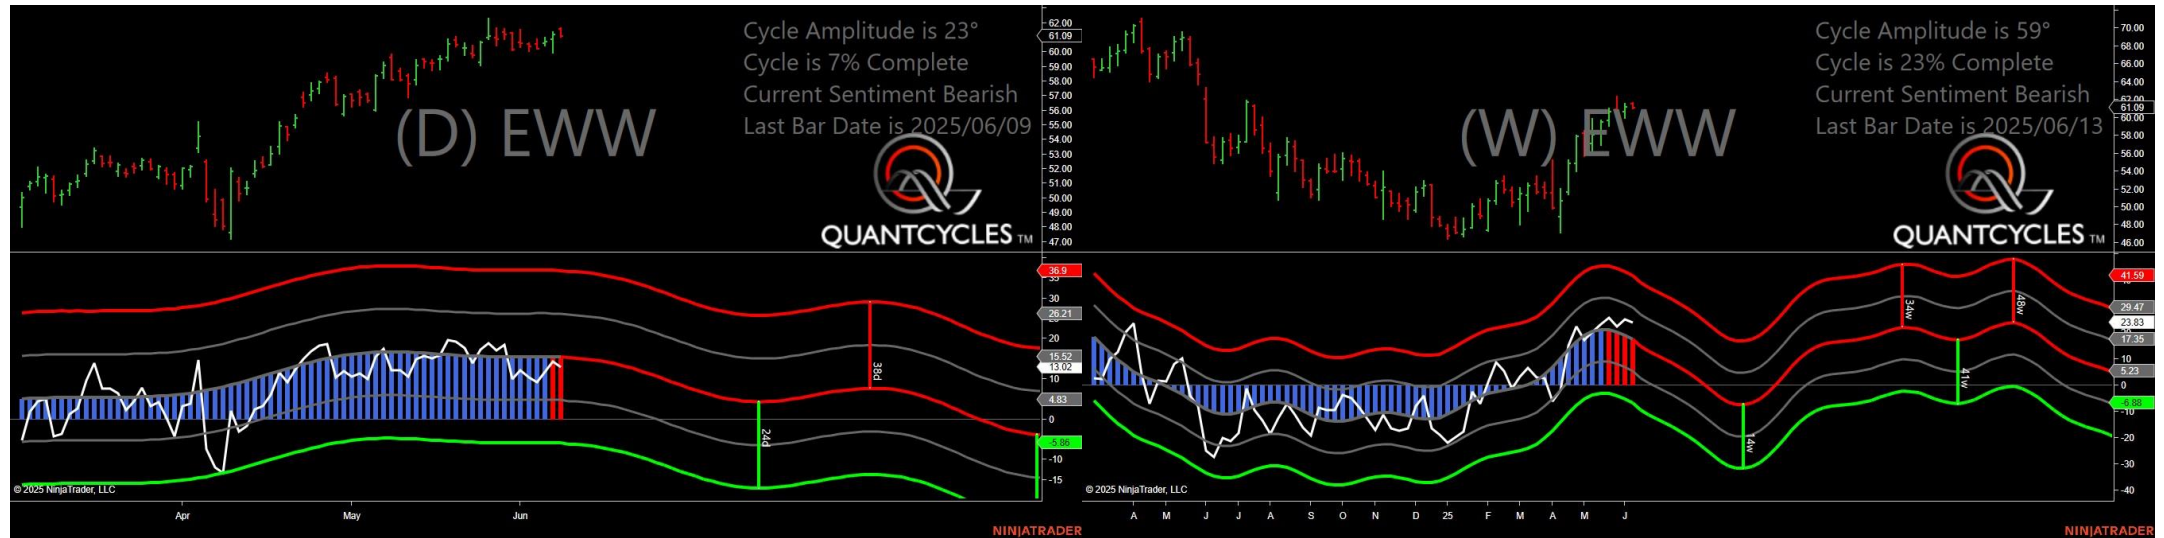 Cycle Amplitude is 23°
Cycle is 7% Complete
Current Sentiment Bearish
Last Bar Date is 2025/06/09
(D) EWW
QUANTCYCLES TM
62.00
61.09
60.00
59.00
58.00
57.00
56.00
55.00
54.00
53.00
52.00
51.00
50.00
49.00
48.00
47.00
36.9
30
26.21
20
15.52
13.02
10
4.83
0
-5.86
-10
-15
38d
24d
© 2025 NinjaTrader, LLC
Apr
May
Jun
NINJATRADER
Cycle Amplitude is 59°
Cycle is 23% Complete
Current Sentiment Bearish
Last Bar Date is 2025/06/13
(W) EWW
QUANTCYCLES TM
70.00
68.00
66.00
64.00
62.00
61.09
60.00
58.00
56.00
54.00
52.00
50.00
48.00
46.00
41.59
29.47
23.83
17.35
10
5.23
0
-6.88
-10
-20
-30
-40
34w
48w
41w
14w
© 2025 NinjaTrader, LLC
A M J J A S O N D 25 F M A M J
NINJATRADER